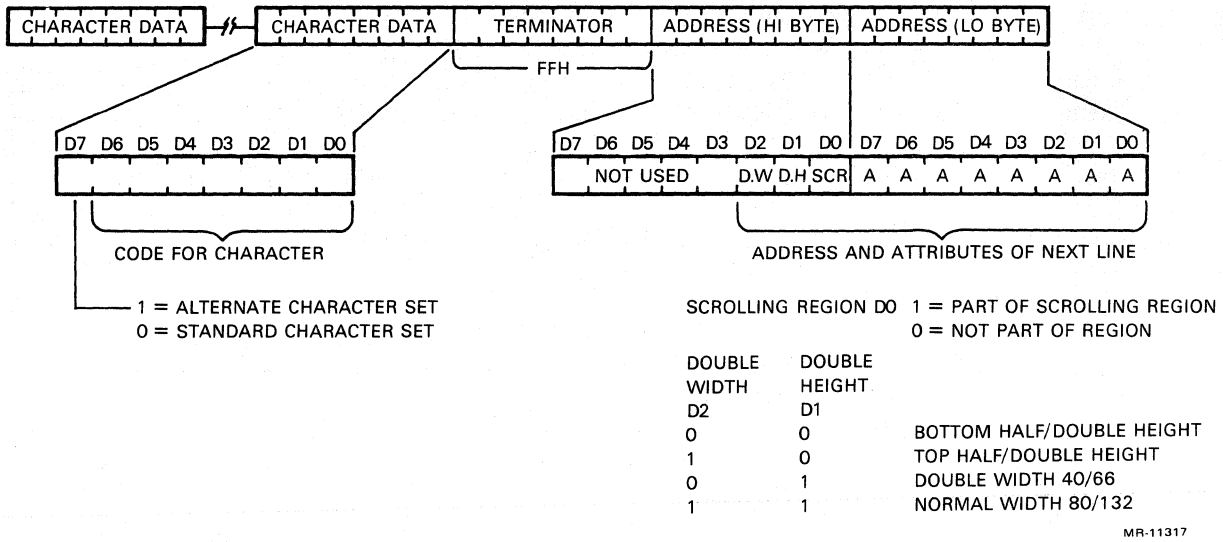 CHARACTER DATA CHARACTER DATA TERMINATOR ADDRESS (HI BYTE) ADDRESS (LO BYTE)
FFH
D7 D6 D5 D4 D3 D2 D1 D0 D7 D6 D5 D4 D3 D2 D1 D0 D7 D6 D5 D4 D3 D2 D1 D0
NOT USED D.W D.H SCR A A A A A A A A
CODE FOR CHARACTER ADDRESS AND ATTRIBUTES OF NEXT LINE
1 = ALTERNATE CHARACTER SET SCROLLING REGION D0 1 = PART OF SCROLLING REGION
0 = STANDARD CHARACTER SET 0 = NOT PART OF REGION
DOUBLE DOUBLE
WIDTH HEIGHT
D2 D1
0 0 BOTTOM HALF/DOUBLE HEIGHT
1 0 TOP HALF/DOUBLE HEIGHT
0 1 DOUBLE WIDTH 40/66
1 1 NORMAL WIDTH 80/132
MR-11317